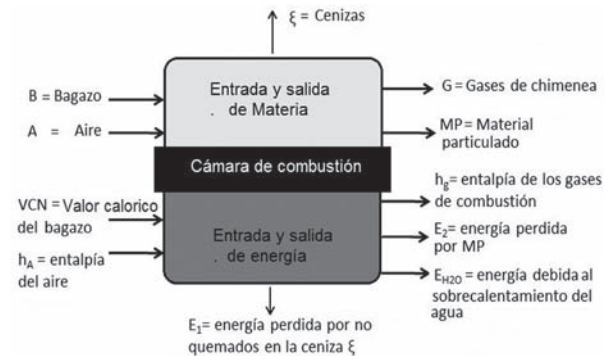 ξ = Cenizas
B = Bagazo
A = Aire
Entrada y salida
. de Materia
G = Gases de chimenea
MP = Material
particulado
Cámara de combustión
VCN = Valor calorico
del bagazo
h_A = entalpía
del aire
Entrada y salida
. de energía
h_g= entalpía de los gases
de combustión
E_2= energía perdida
por MP
E_H2O = energía debida al
sobrecalentamiento del
agua
E_1= energía perdida por no
quemados en la ceniza ξ